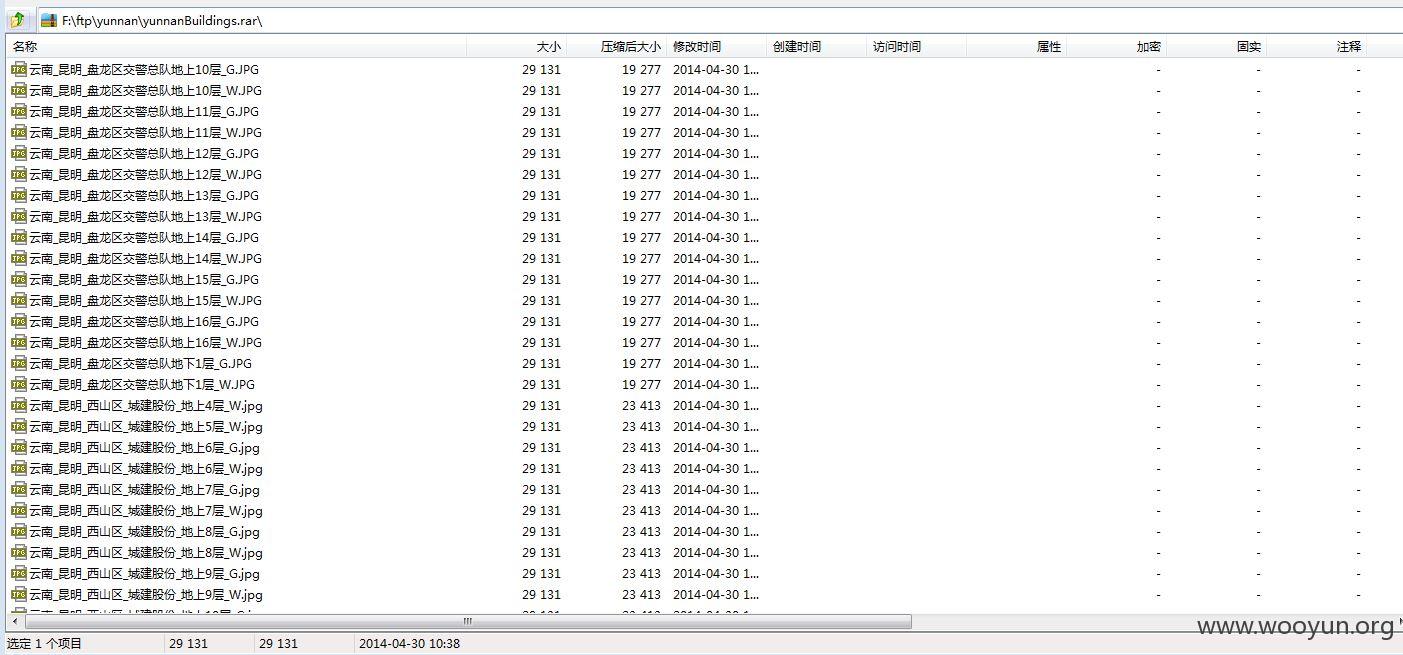 F:\ftp\yunnan\yunnanBuildings.rar\
名称 大小 压缩后大小 修改时间 创建时间 访问时间 属性 加密 固实 注释
云南_昆明_盘龙区交警总队地上10层_G.JPG 29 131 19 277 2014-04-30 1... - - -
云南_昆明_盘龙区交警总队地上10层_W.JPG 29 131 19 277 2014-04-30 1... - - -
云南_昆明_盘龙区交警总队地上11层_G.JPG 29 131 19 277 2014-04-30 1... - - -
云南_昆明_盘龙区交警总队地上11层_W.JPG 29 131 19 277 2014-04-30 1... - - -
云南_昆明_盘龙区交警总队地上12层_G.JPG 29 131 19 277 2014-04-30 1... - - -
云南_昆明_盘龙区交警总队地上12层_W.JPG 29 131 19 277 2014-04-30 1... - - -
云南_昆明_盘龙区交警总队地上13层_G.JPG 29 131 19 277 2014-04-30 1... - - -
云南_昆明_盘龙区交警总队地上13层_W.JPG 29 131 19 277 2014-04-30 1... - - -
云南_昆明_盘龙区交警总队地上14层_G.JPG 29 131 19 277 2014-04-30 1... - - -
云南_昆明_盘龙区交警总队地上14层_W.JPG 29 131 19 277 2014-04-30 1... - - -
云南_昆明_盘龙区交警总队地上15层_G.JPG 29 131 19 277 2014-04-30 1... - - -
云南_昆明_盘龙区交警总队地上15层_W.JPG 29 131 19 277 2014-04-30 1... - - -
云南_昆明_盘龙区交警总队地上16层_G.JPG 29 131 19 277 2014-04-30 1... - - -
云南_昆明_盘龙区交警总队地上16层_W.JPG 29 131 19 277 2014-04-30 1... - - -
云南_昆明_盘龙区交警总队地下1层_G.JPG 29 131 19 277 2014-04-30 1... - - -
云南_昆明_盘龙区交警总队地下1层_W.JPG 29 131 19 277 2014-04-30 1... - - -
云南_昆明_西山区_城建股份_地上4层_W.jpg 29 131 23 413 2014-04-30 1... - - -
云南_昆明_西山区_城建股份_地上5层_W.jpg 29 131 23 413 2014-04-30 1... - - -
云南_昆明_西山区_城建股份_地上6层_G.jpg 29 131 23 413 2014-04-30 1... - - -
云南_昆明_西山区_城建股份_地上6层_W.jpg 29 131 23 413 2014-04-30 1... - - -
云南_昆明_西山区_城建股份_地上7层_G.jpg 29 131 23 413 2014-04-30 1... - - -
云南_昆明_西山区_城建股份_地上7层_W.jpg 29 131 23 413 2014-04-30 1... - - -
云南_昆明_西山区_城建股份_地上8层_G.jpg 29 131 23 413 2014-04-30 1... - - -
云南_昆明_西山区_城建股份_地上8层_W.jpg 29 131 23 413 2014-04-30 1... - - -
云南_昆明_西山区_城建股份_地上9层_G.jpg 29 131 23 413 2014-04-30 1... - - -
云南_昆明_西山区_城建股份_地上9层_W.jpg 29 131 23 413 2014-04-30 1... - - -
www.wooyun.org
选定 1 个项目 29 131 29 131 2014-04-30 10:38